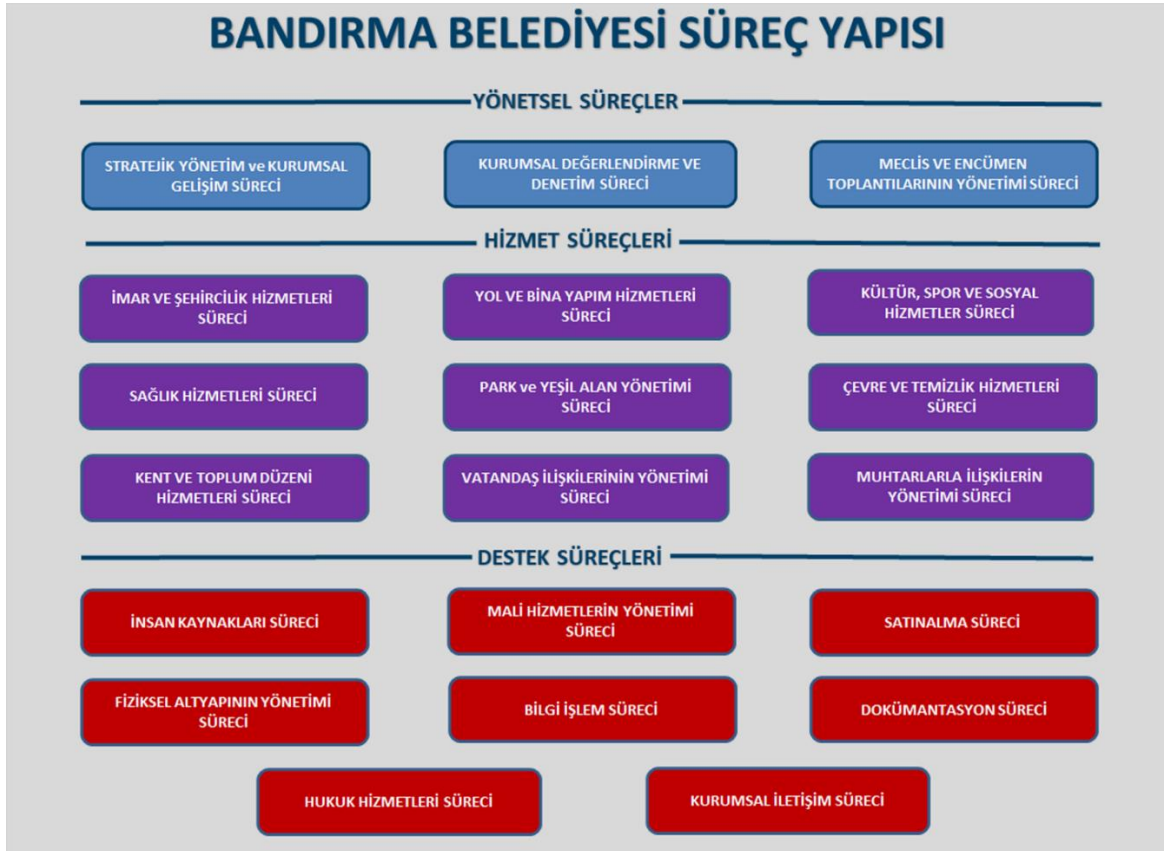 BANDIRMA BELEDİYESİ SÜREÇ YAPISI
YÖNETSEL SÜREÇLER
STRATEJİK YÖNETİM ve KURUMSAL
GELİŞİM SÜRECİ
KURUMSAL DEĞERLENDİRME VE
DENETİM SÜRECİ
MECLİS VE ENCÜMEN
TOPLANTILARININ YÖNETİMİ SÜRECİ
HİZMET SÜREÇLERİ
İMAR VE ŞEHİRCİLİK HİZMETLERİ
SÜRECİ
YOL VE BİNA YAPIM HİZMETLERİ
SÜRECİ
KÜLTÜR, SPOR VE SOSYAL
HİZMETLER SÜRECİ
SAĞLIK HİZMETLERİ SÜRECİ
PARK ve YEŞİL ALAN YÖNETİMİ
SÜRECİ
ÇEVRE VE TEMİZLİK HİZMETLERİ
SÜRECİ
KENT VE TOPLUM DÜZENİ
HİZMETLERİ SÜRECİ
VATANDAŞ İLİŞKİLERİNİN YÖNETİMİ
SÜRECİ
MUHTARLARLA İLİŞKİLERİN
YÖNETİMİ SÜRECİ
DESTEK SÜREÇLERİ
İNSAN KAYNAKLARI SÜRECİ
MALİ HİZMETLERİN YÖNETİMİ
SÜRECİ
SATINALMA SÜRECİ
FİZİKSEL ALTYAPININ YÖNETİMİ
SÜRECİ
BİLGİ İŞLEM SÜRECİ
DOKÜMANTASYON SÜRECİ
HUKUK HİZMETLERİ SÜRECİ
KURUMSAL İLETİŞİM SÜRECİ